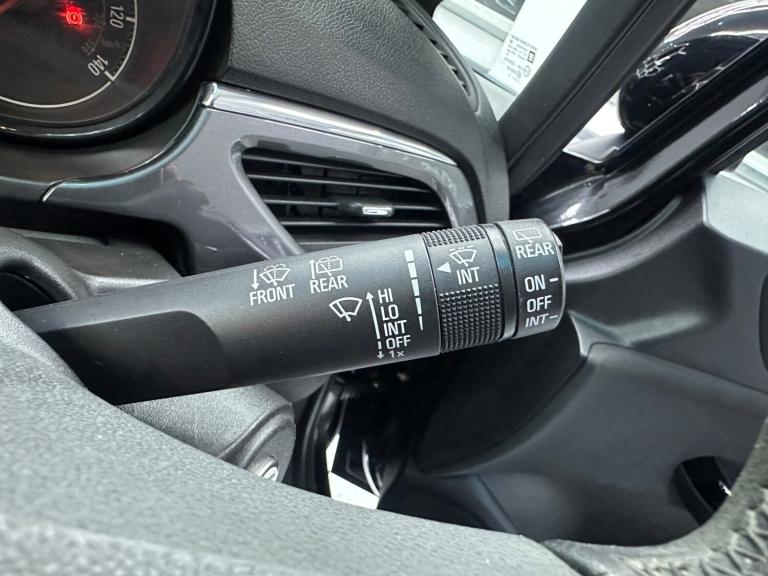 120
140
FRONT
REAR
HI
LO
INT
OFF
1x
INT
REAR
ON
OFF
INT